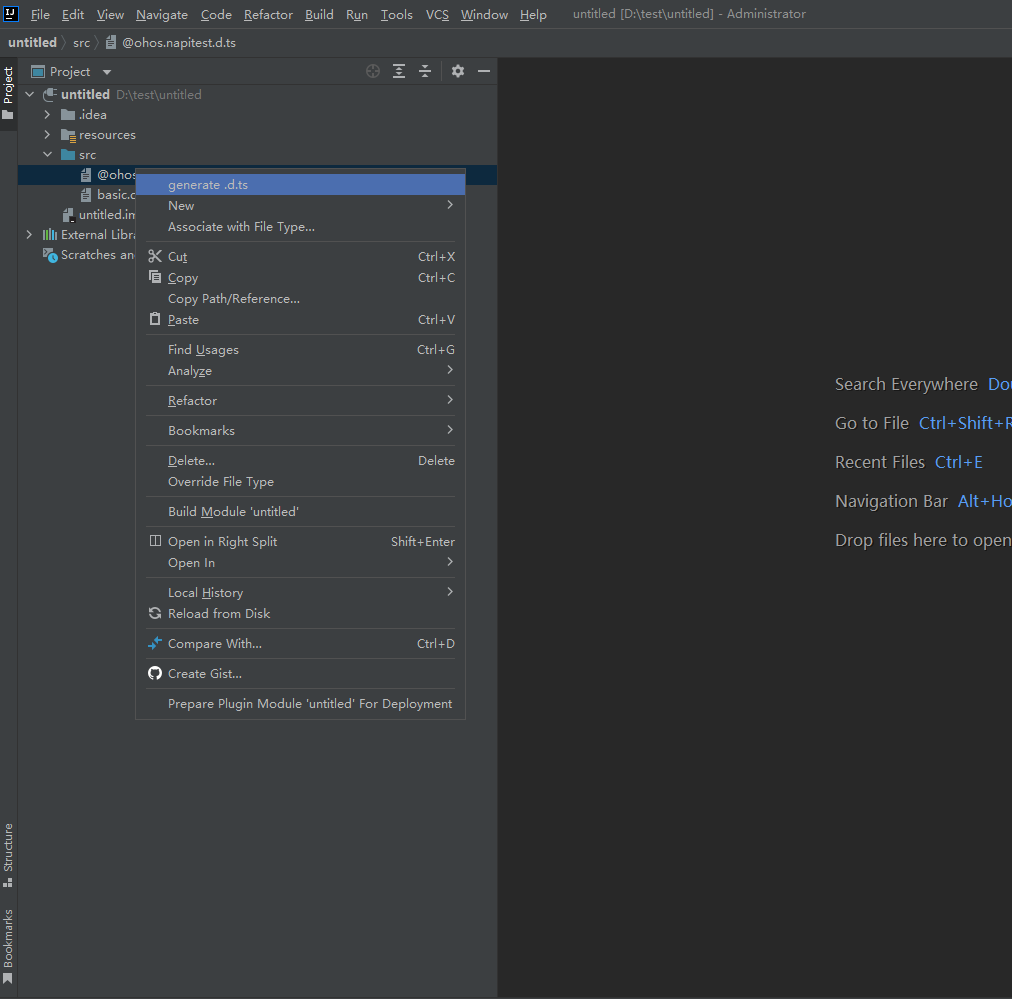 File Edit View Navigate Code Refactor Build Run Tools VCS Window Help untitled [D:\test\untitled] - Administrator
untitled src @ohos.napitest.d.ts
Project
Project
untitled D:\test\untitled
.idea
resources
src
@ohos
basic.c
untitled.im
External Libra
Scratches an
generate .d.ts
New
Associate with File Type...
Cut Ctrl+X
Copy Ctrl+C
Copy Path/Reference...
Paste Ctrl+V
Find Usages Ctrl+G
Analyze
Refactor
Bookmarks
Delete... Delete
Override File Type
Build Module 'untitled'
Open in Right Split Shift+Enter
Open In
Local History
Reload from Disk
Compare With... Ctrl+D
Create Gist...
Prepare Plugin Module 'untitled' For Deployment
Search Everywhere Dou
Go to File Ctrl+Shift+R
Recent Files Ctrl+E
Navigation Bar Alt+Ho
Drop files here to open
Structure
Bookmarks